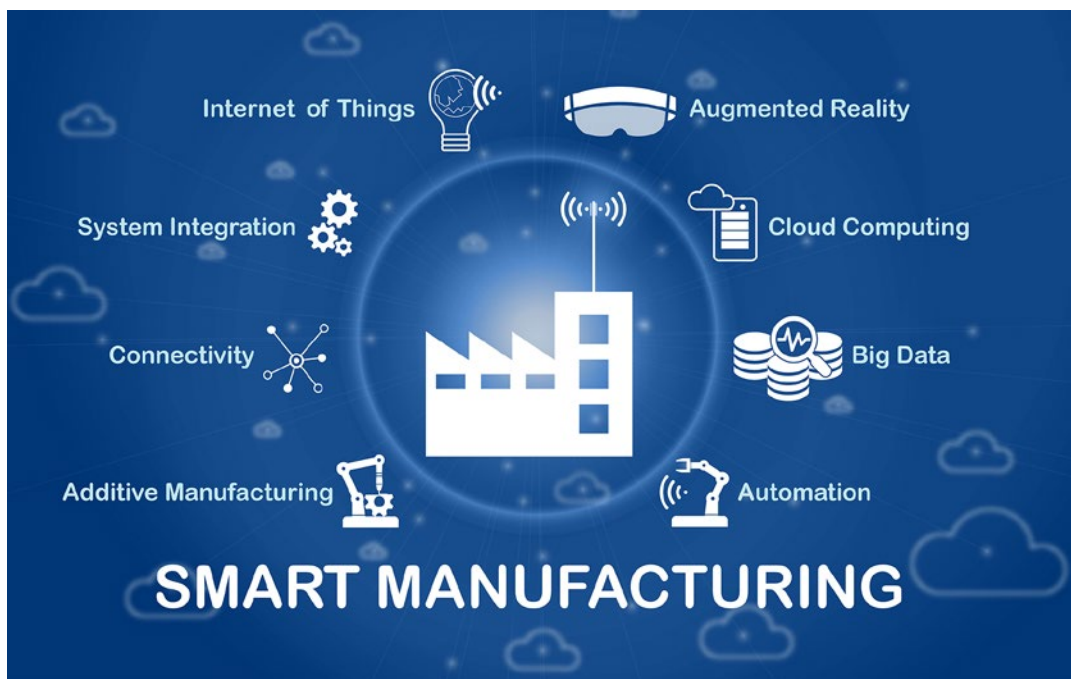 Internet of Things
Augmented Reality
System Integration
Cloud Computing
Connectivity
Big Data
Additive Manufacturing
Automation
SMART MANUFACTURING